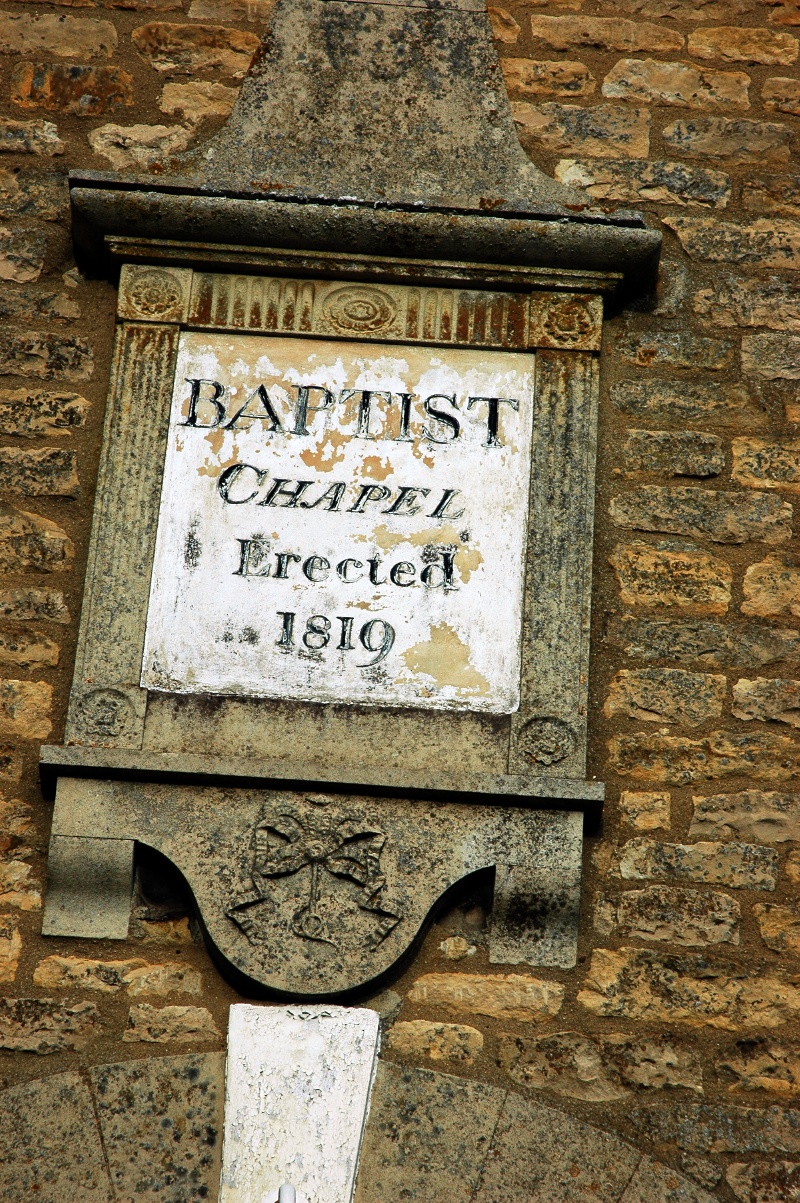 BAPTIST
CHAPEL
Erected
1819